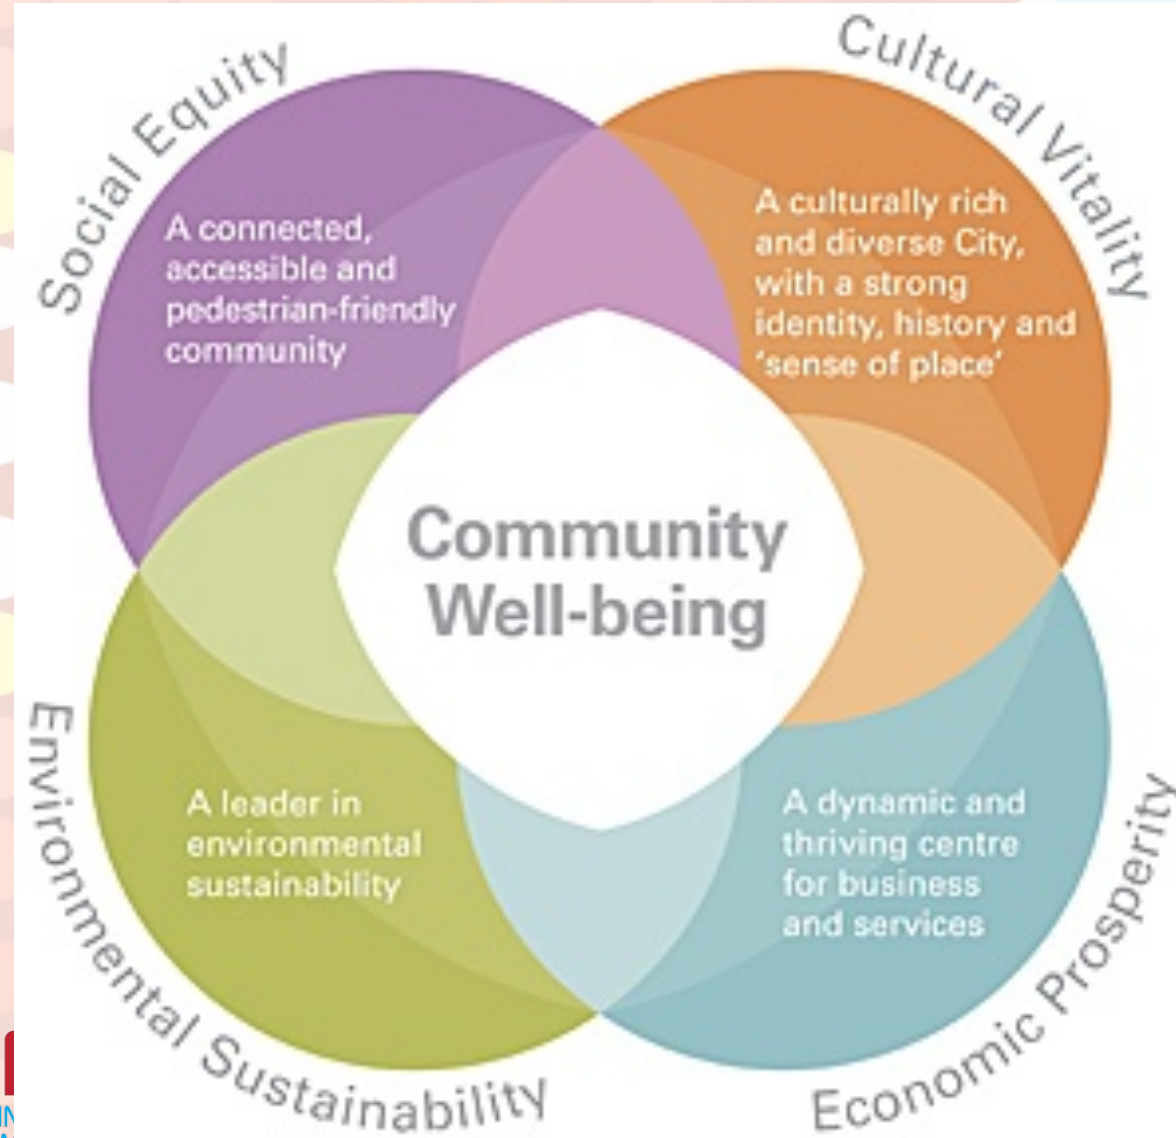 Social Equity
A connected,
accessible and
pedestrian-friendly
community
Cultural Vitality
A culturally rich
and diverse City,
with a strong
identity, history and
‘sense of place’
Community
Well-being
Environmental Sustainability
A leader in
environmental
sustainability
Economic Prosperity
A dynamic and
thriving centre
for business
and services